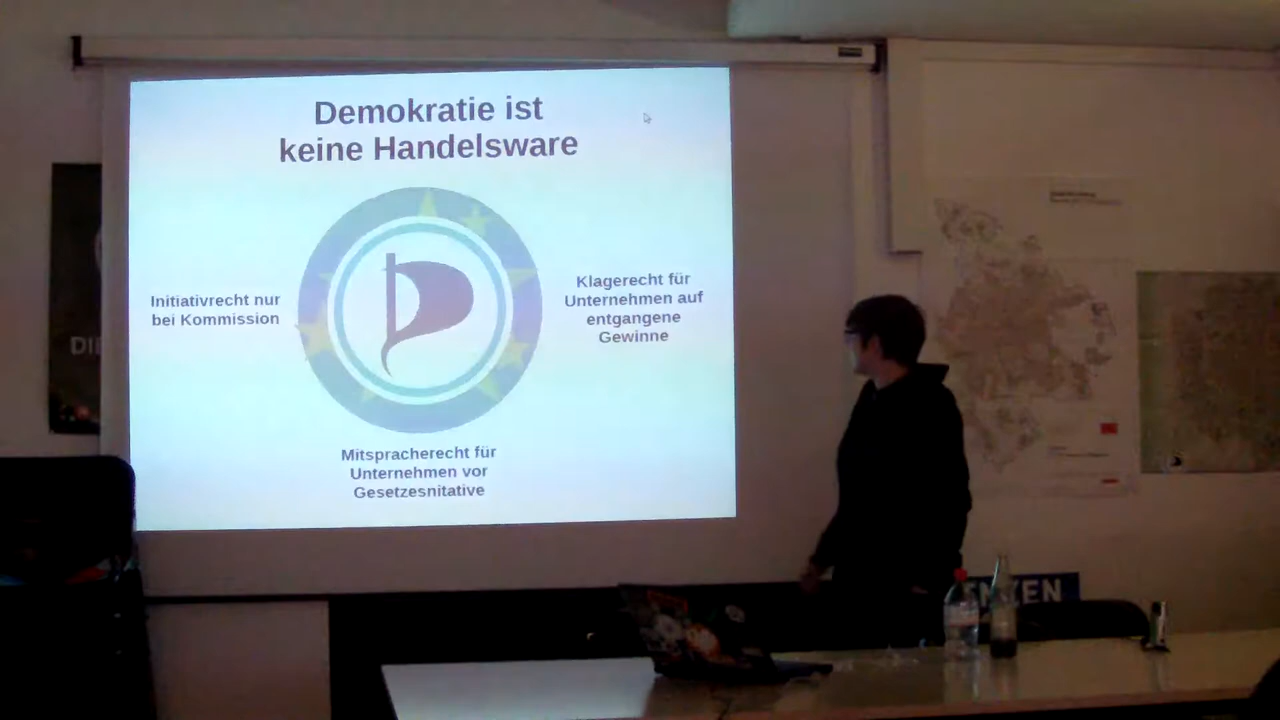 Demokratie ist
keine Handelsware
Initiativrecht nur
bei Kommission
Klagerecht für
Unternehmen auf
entgangene
Gewinne
Mitspracherecht für
Unternehmen vor
Gesetzesnitative